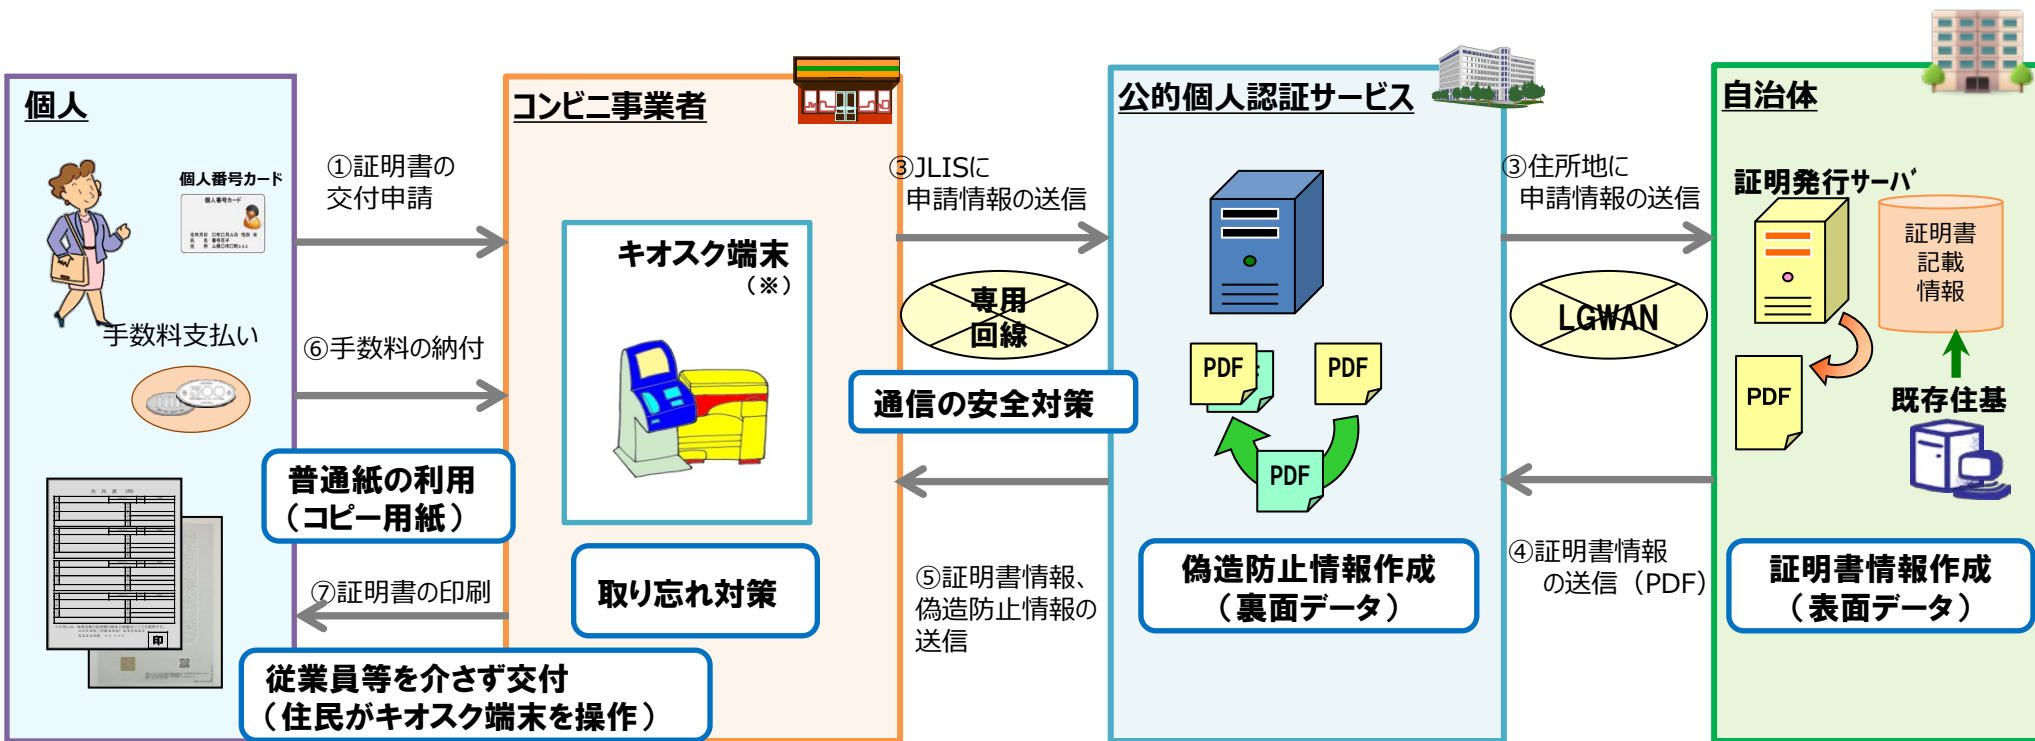 個人
個人番号カード
個人番号カード
手数料支払い
印
①証明書の
交付申請
⑥手数料の納付
普通紙の利用
（コピー用紙）
⑦証明書の印刷
従業員等を介さず交付
（住民がキオスク端末を操作）
コンビニ事業者
キオスク端末
（※）
取り忘れ対策
③JLISに
申請情報の送信
専用
回線
通信の安全対策
⑤証明書情報、
偽造防止情報の
送信
公的個人認証サービス
PDF
PDF
PDF
偽造防止情報作成
（裏面データ）
③住所地に
申請情報の送信
LGWAN
④証明書情報
の送信（PDF）
自治体
証明発行サーバ
証明書
記載
情報
PDF
既存住基
証明書情報作成
（表面データ）